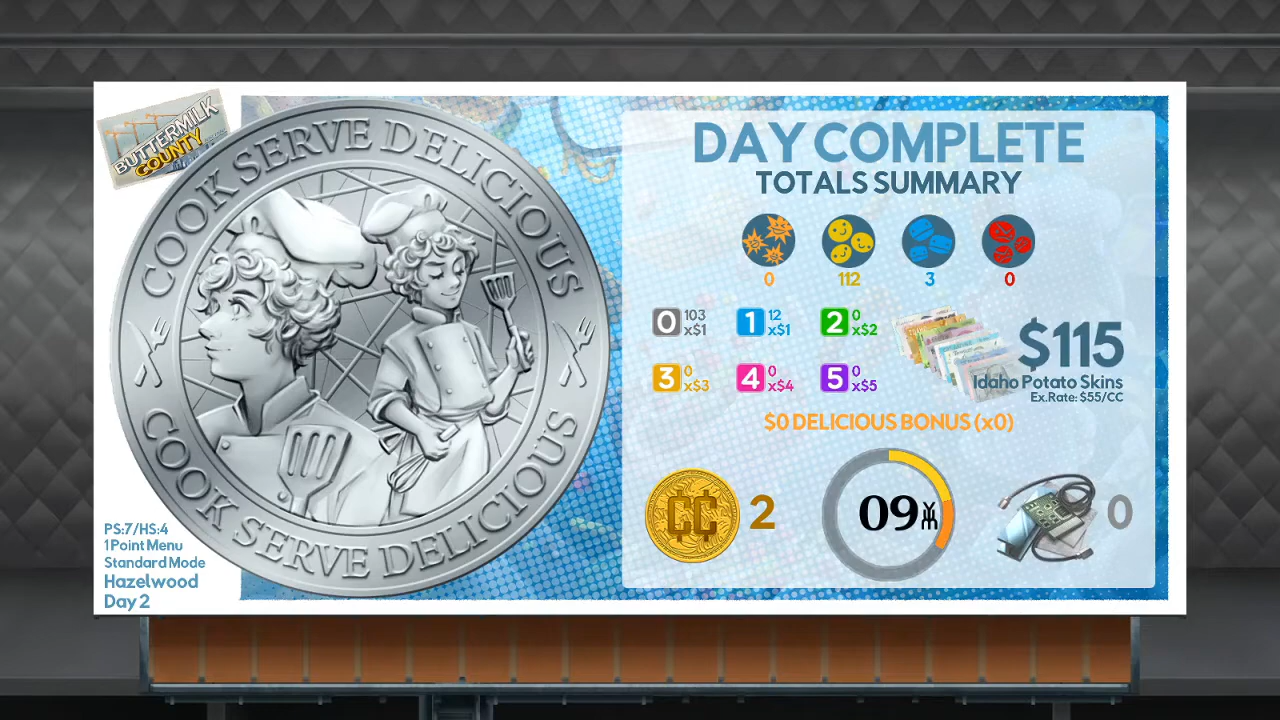 BUTTERMILK
COUNTY
COOK SERVE DELICIOUS
COOK SERVE DELICIOUS
PS:7/HS:4
1 Point Menu
Standard Mode
Hazelwood
Day 2
DAY COMPLETE
TOTALS SUMMARY
0 112 3 0
0 103 x$1 1 12 x$1 2 0 x$2
3 0 x$3 4 0 x$4 5 0 x$5
$115
Idaho Potato Skins
Ex.Rate: $55/CC
$0 DELICIOUS BONUS (x0)
CC 2 09 0